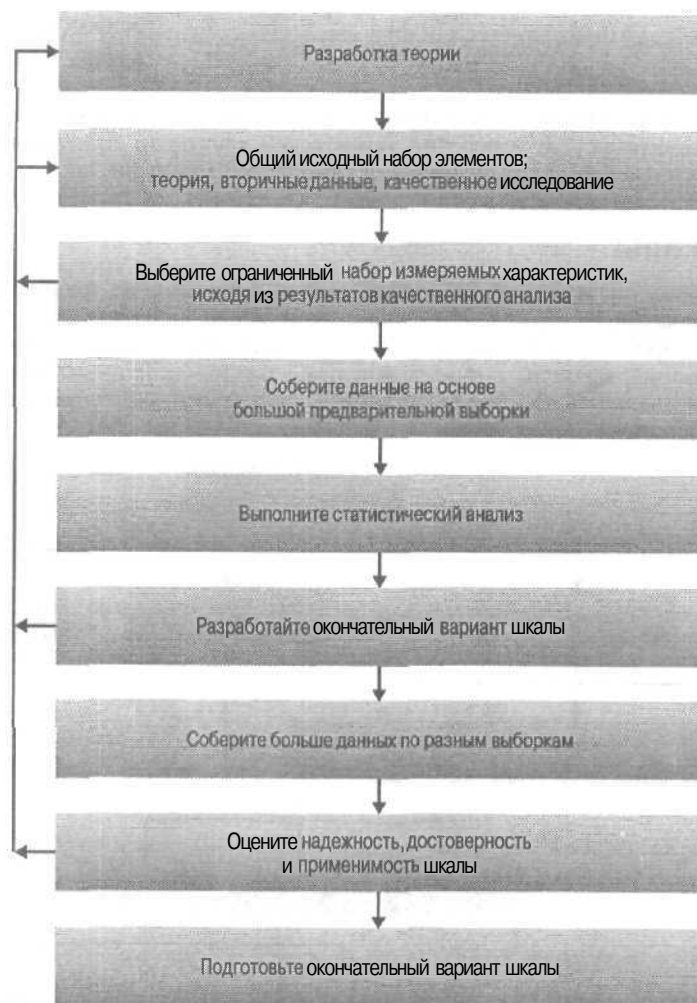 Разработка теории
Общий исходный набор элементов;
теория, вторичные данные, качественное исследование
Выберите ограниченный набор измеряемых характеристик,
исходя из результатов качественного анализа
Соберите данные на основе
большой предварительной выборки
Выполните статистический анализ
Разработайте окончательный вариант шкалы
Соберите больше данных по разным выборкам
Оцените надежность, достоверность
и применимость шкалы
Подготовьте окончательный вариант шкалы